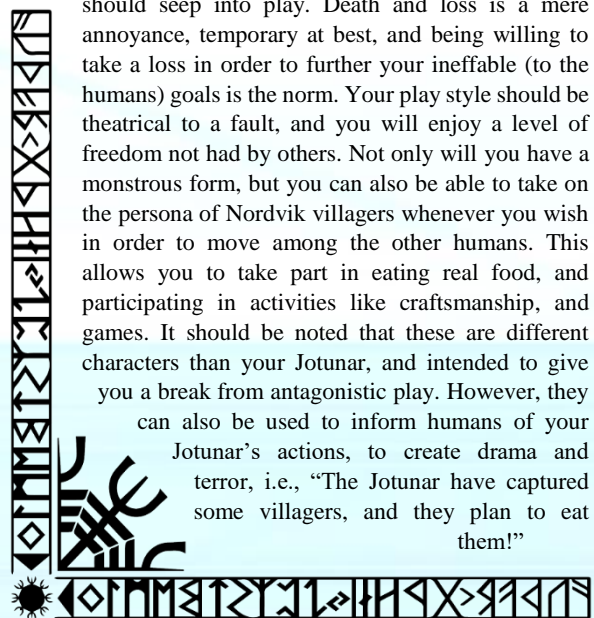 should seep into play. Death and loss is a mere
annoyance, temporary at best, and being willing to
take a loss in order to further your ineffable (to the
humans) goals is the norm. Your play style should be
theatrical to a fault, and you will enjoy a level of
freedom not had by others. Not only will you have a
monstrous form, but you can also be able to take on
the persona of Nordvik villagers whenever you wish
in order to move among the other humans. This
allows you to take part in eating real food, and
participating in activities like craftsmanship, and
games. It should be noted that these are different
characters than your Jotunar, and intended to give
you a break from antagonistic play. However, they
can also be used to inform humans of your
Jotunar’s actions, to create drama and
terror, i.e., “The Jotunar have captured
some villagers, and they plan to eat
them!”